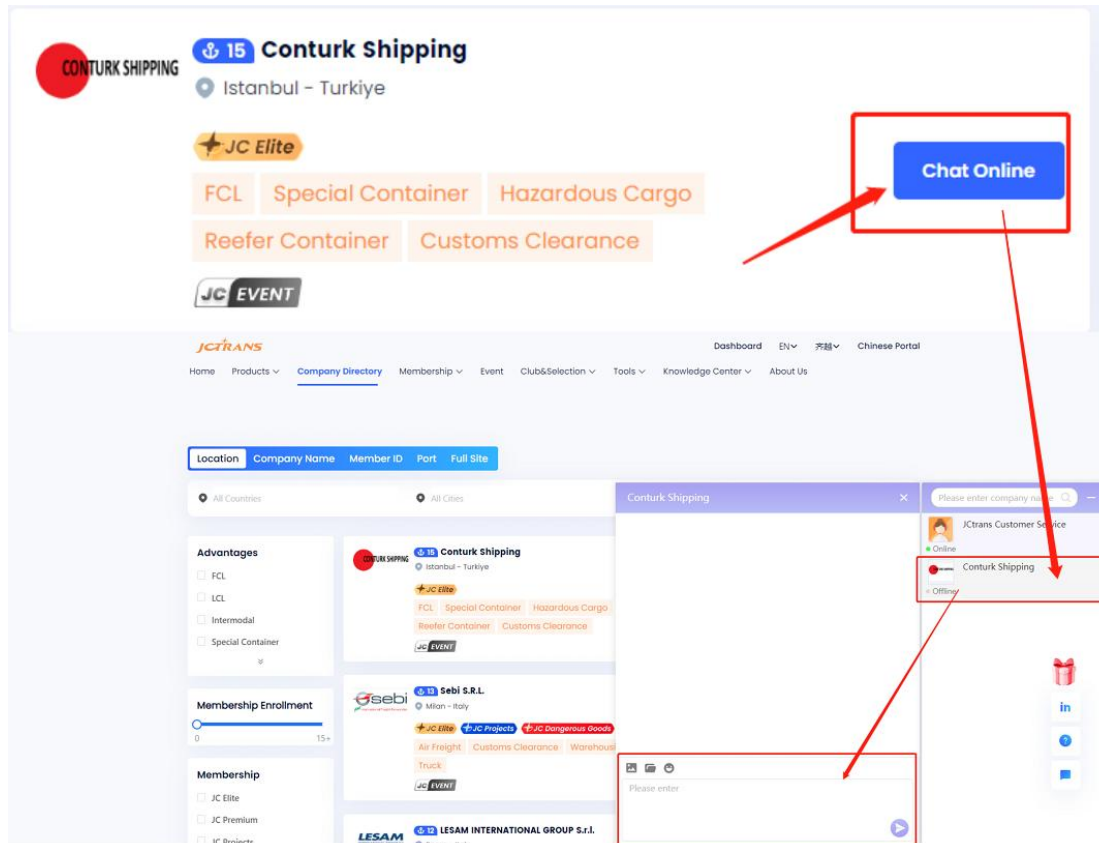 CONTURK SHIPPING
15 Conturk Shipping
Istanbul - Turkiye
JC Elite
FCL Special Container Hazardous Cargo
Reefer Container Customs Clearance
JC EVENT
Chat Online
JCTRANS
Dashboard EN 齐越 Chinese Portal
Home Products Company Directory Membership Event Club&Selection Tools Knowledge Center About Us
Location Company Name Member ID Port Full Site
All Countries All Cities
Advantages
FCL
LCL
Intermodal
Special Container
Membership Enrollment
0 15+
Membership
JC Elite
JC Premium
JC Projects
CONTURK SHIPPING
15 Conturk Shipping
Istanbul - Turkiye
JC Elite
FCL Special Container Hazardous Cargo
Reefer Container Customs Clearance
JC EVENT
sebi
13 Sebi S.R.L.
Milan - Italy
JC Elite JC Projects JC Dangerous Goods
Air Freight Customs Clearance Warehousi
Truck
JC EVENT
LESAM
12 LESAM INTERNATIONAL GROUP S.r.l.
Conturk Shipping
Please enter
Please enter company name
JCtrans Customer Service
Online
Conturk Shipping
Offline
in